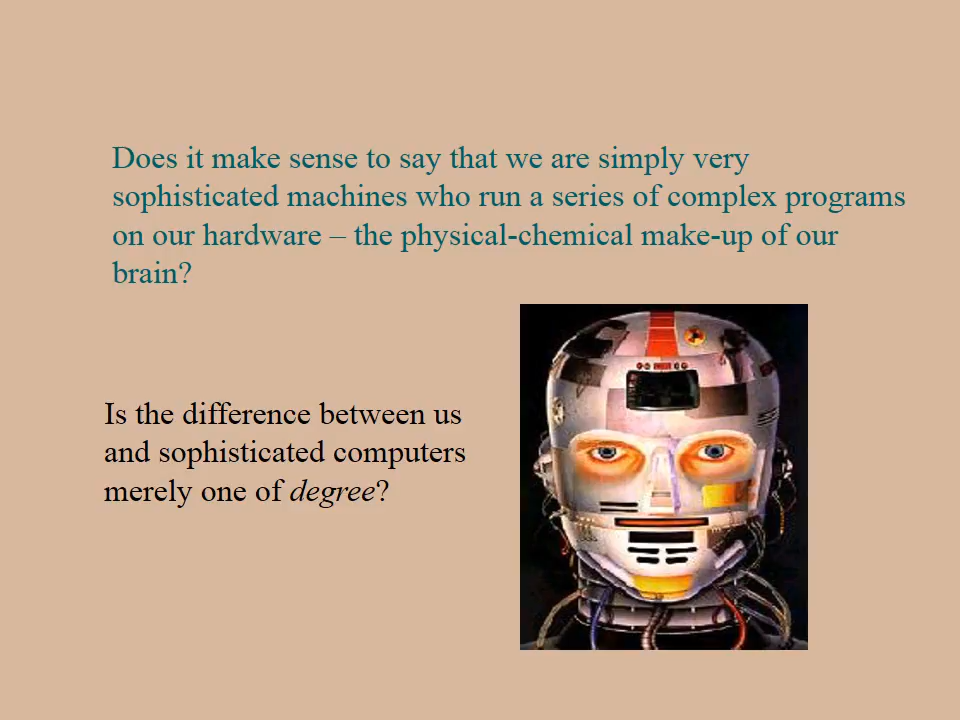 Does it make sense to say that we are simply very
sophisticated machines who run a series of complex programs
on our hardware – the physical-chemical make-up of our
brain?
Is the difference between us
and sophisticated computers
merely one of degree?